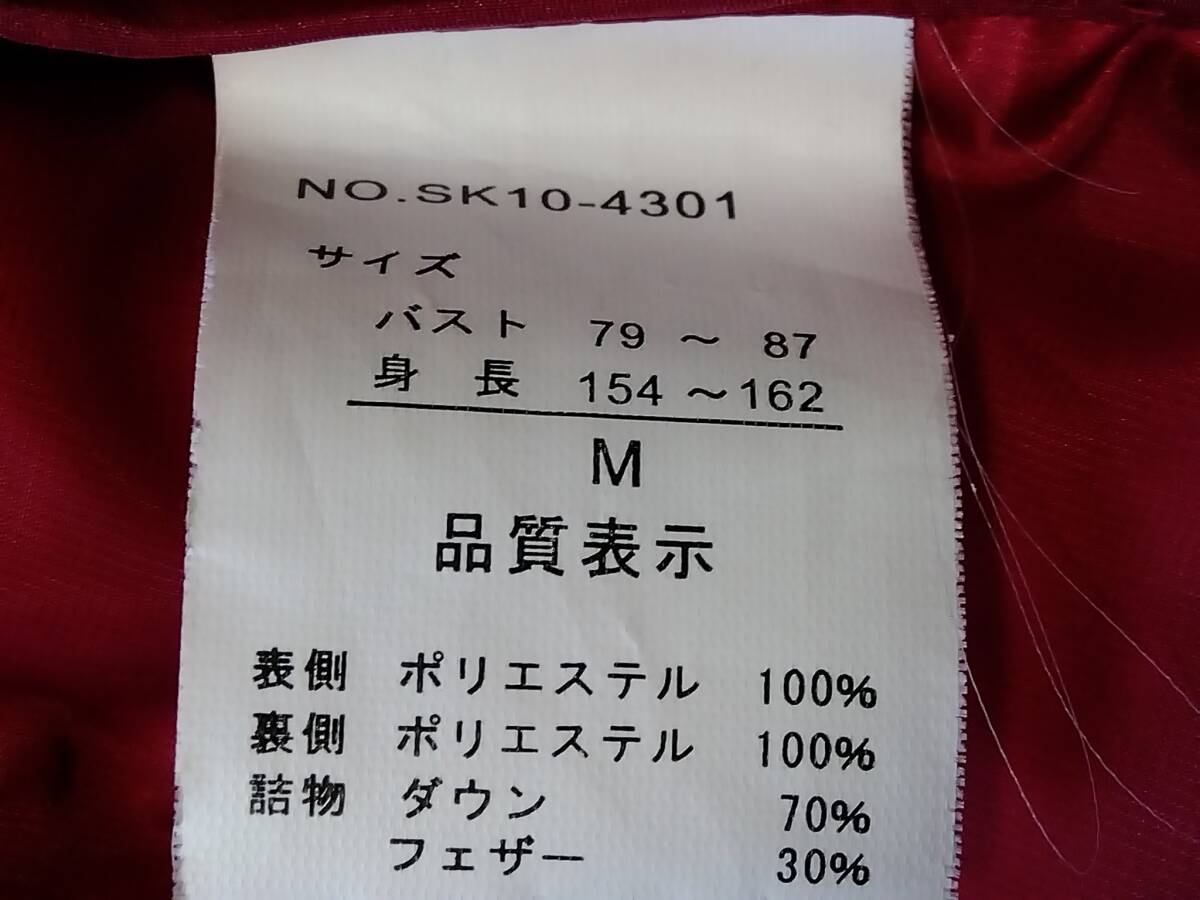 NO.SK10-4301
サイズ
バスト 79 ～ 87
身 長 154 ～162
M
品質表示
表側 ポリエステル 100%
裏側 ポリエステル 100%
詰物 ダウン 70%
フェザー 30%